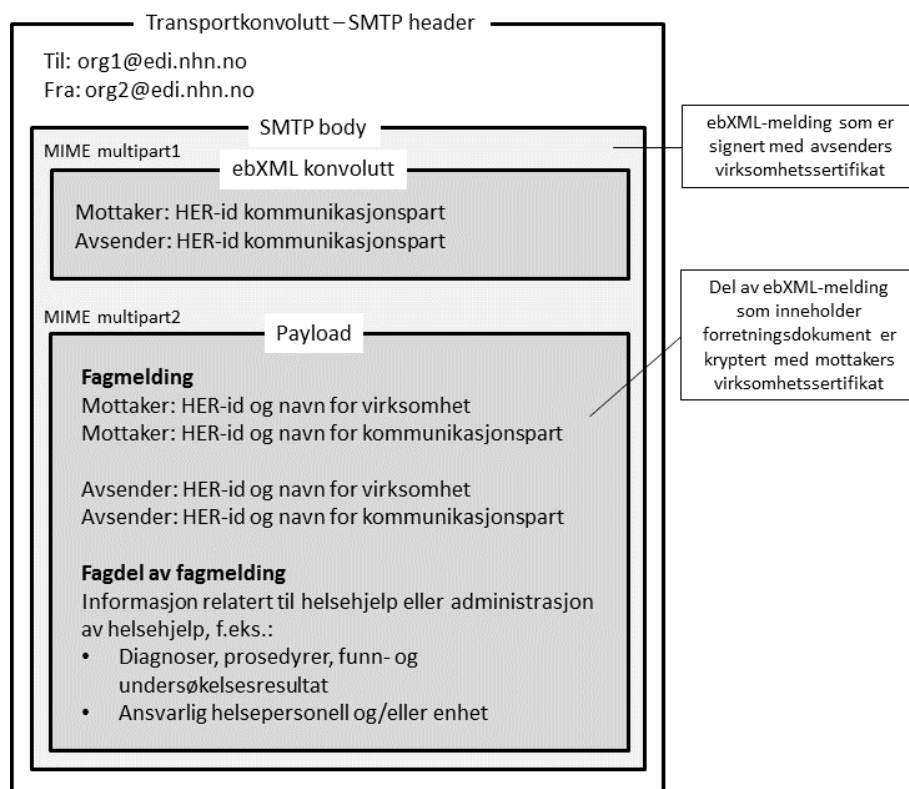 Transportkonvolutt – SMTP header
Til: org1@edi.nhn.no
Fra: org2@edi.nhn.no
SMTP body
MIME multipart1
ebXML konvolutt
Mottaker: HER-id kommunikasjonspart
Avsender: HER-id kommunikasjonspart
ebXML-melding som er
signert med avsenders
virksomhetssertifikat
MIME multipart2
Payload
Fagmelding
Mottaker: HER-id og navn for virksomhet
Mottaker: HER-id og navn for kommunikasjonspart
Avsender: HER-id og navn for virksomhet
Avsender: HER-id og navn for kommunikasjonspart
Fagdel av fagmelding
Informasjon relatert til helsehjelp eller administrasjon
av helsehjelp, f.eks.:
• Diagnoser, prosedyrer, funn- og
undersøkelsesresultat
• Ansvarlig helsepersonell og/eller enhet
Del av ebXML-melding
som inneholder
forretningsdokument er
kryptert med mottakers
virksomhetssertifikat